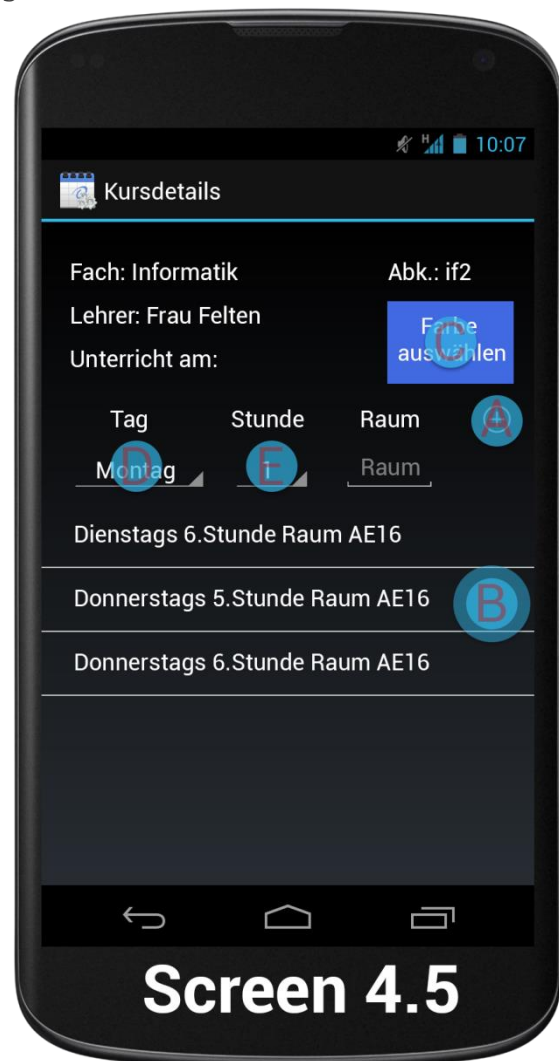 H 10:07
Kursdetails
Fach: Informatik Abk.: if2
Lehrer: Frau Felten
Farbe
auswählen
C
Unterricht am:
Tag Stunde Raum A
Montag D 1 E Raum
Dienstags 6.Stunde Raum AE16
Donnerstags 5.Stunde Raum AE16 B
Donnerstags 6.Stunde Raum AE16
Screen 4.5